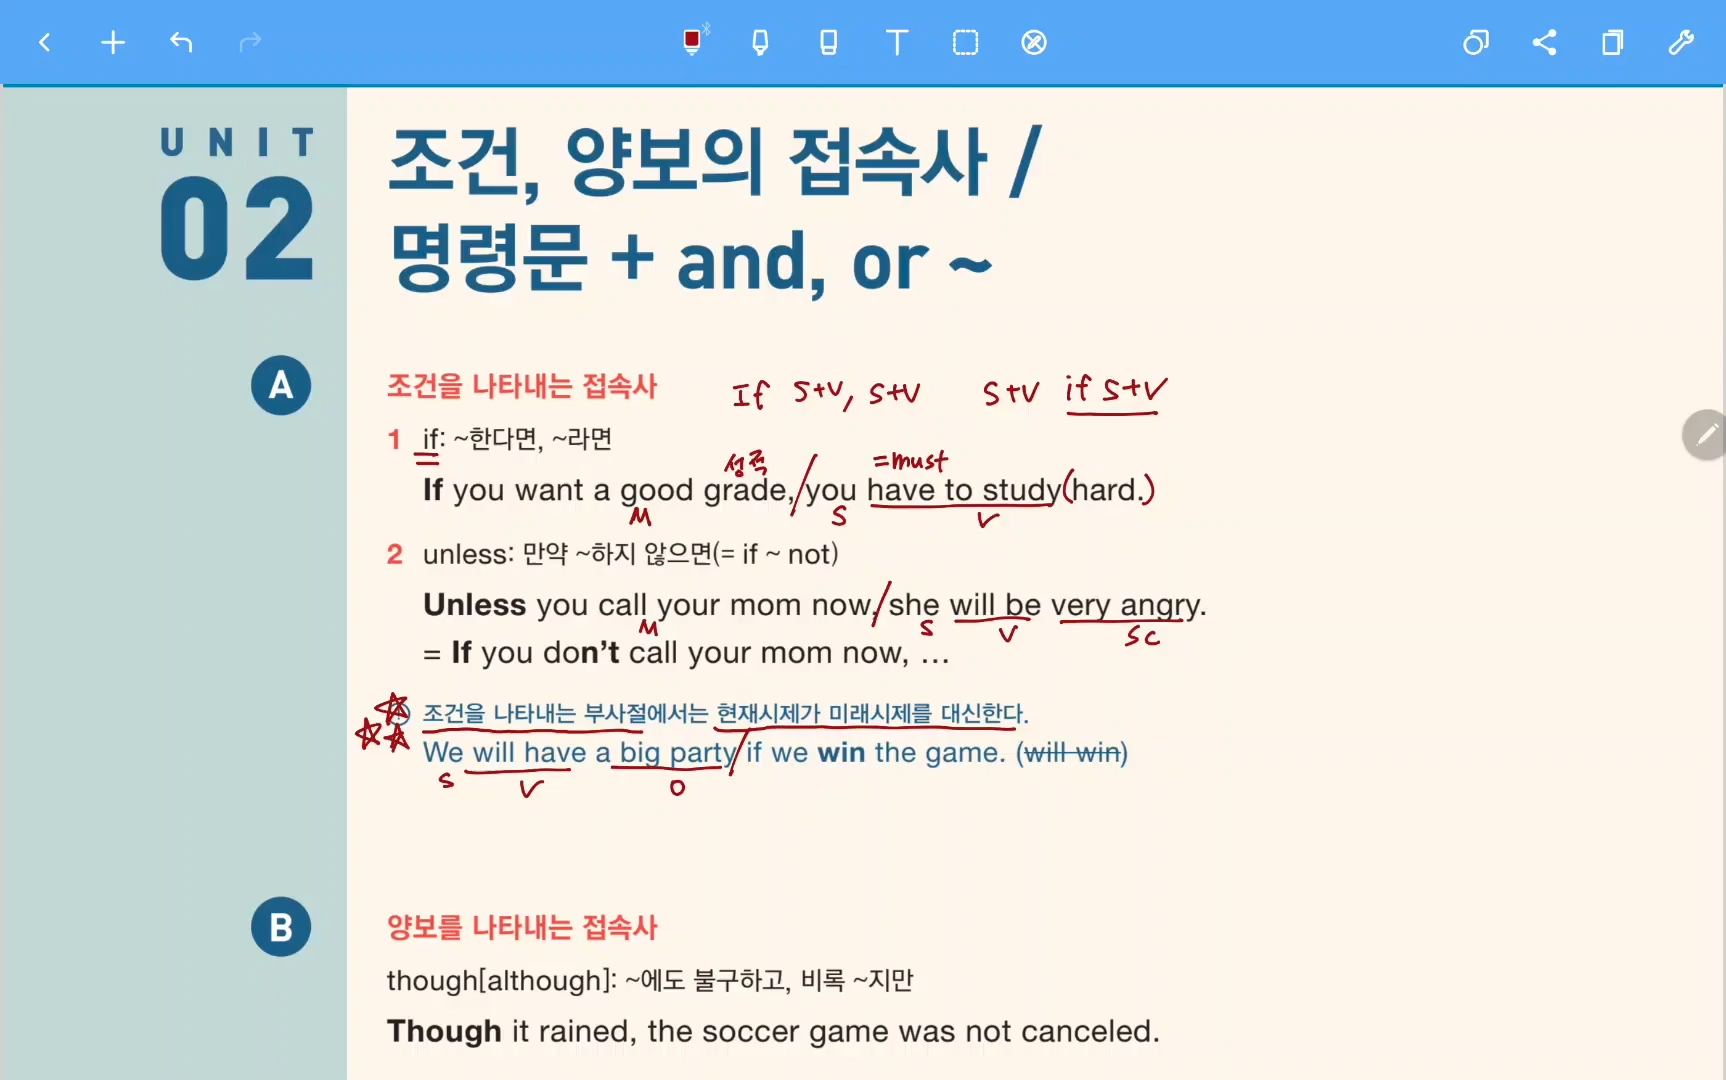 UNIT
02
조건, 양보의 접속사 /
명령문 + and, or ~
A
조건을 나타내는 접속사 If S+V, S+V S+V if S+V
1 if: ~한다면, ~라면
성적 =must
If you want a good grade, you have to study (hard.)
M S V
2 unless: 만약 ~하지 않으면(= if ~ not)
Unless you call your mom now, she will be very angry.
M S V SC
= If you don't call your mom now, …
조건을 나타내는 부사절에서는 현재시제가 미래시제를 대신한다.
We will have a big party if we win the game. (will win)
S V O
B
양보를 나타내는 접속사
though[although]: ~에도 불구하고, 비록 ~지만
Though it rained, the soccer game was not canceled.